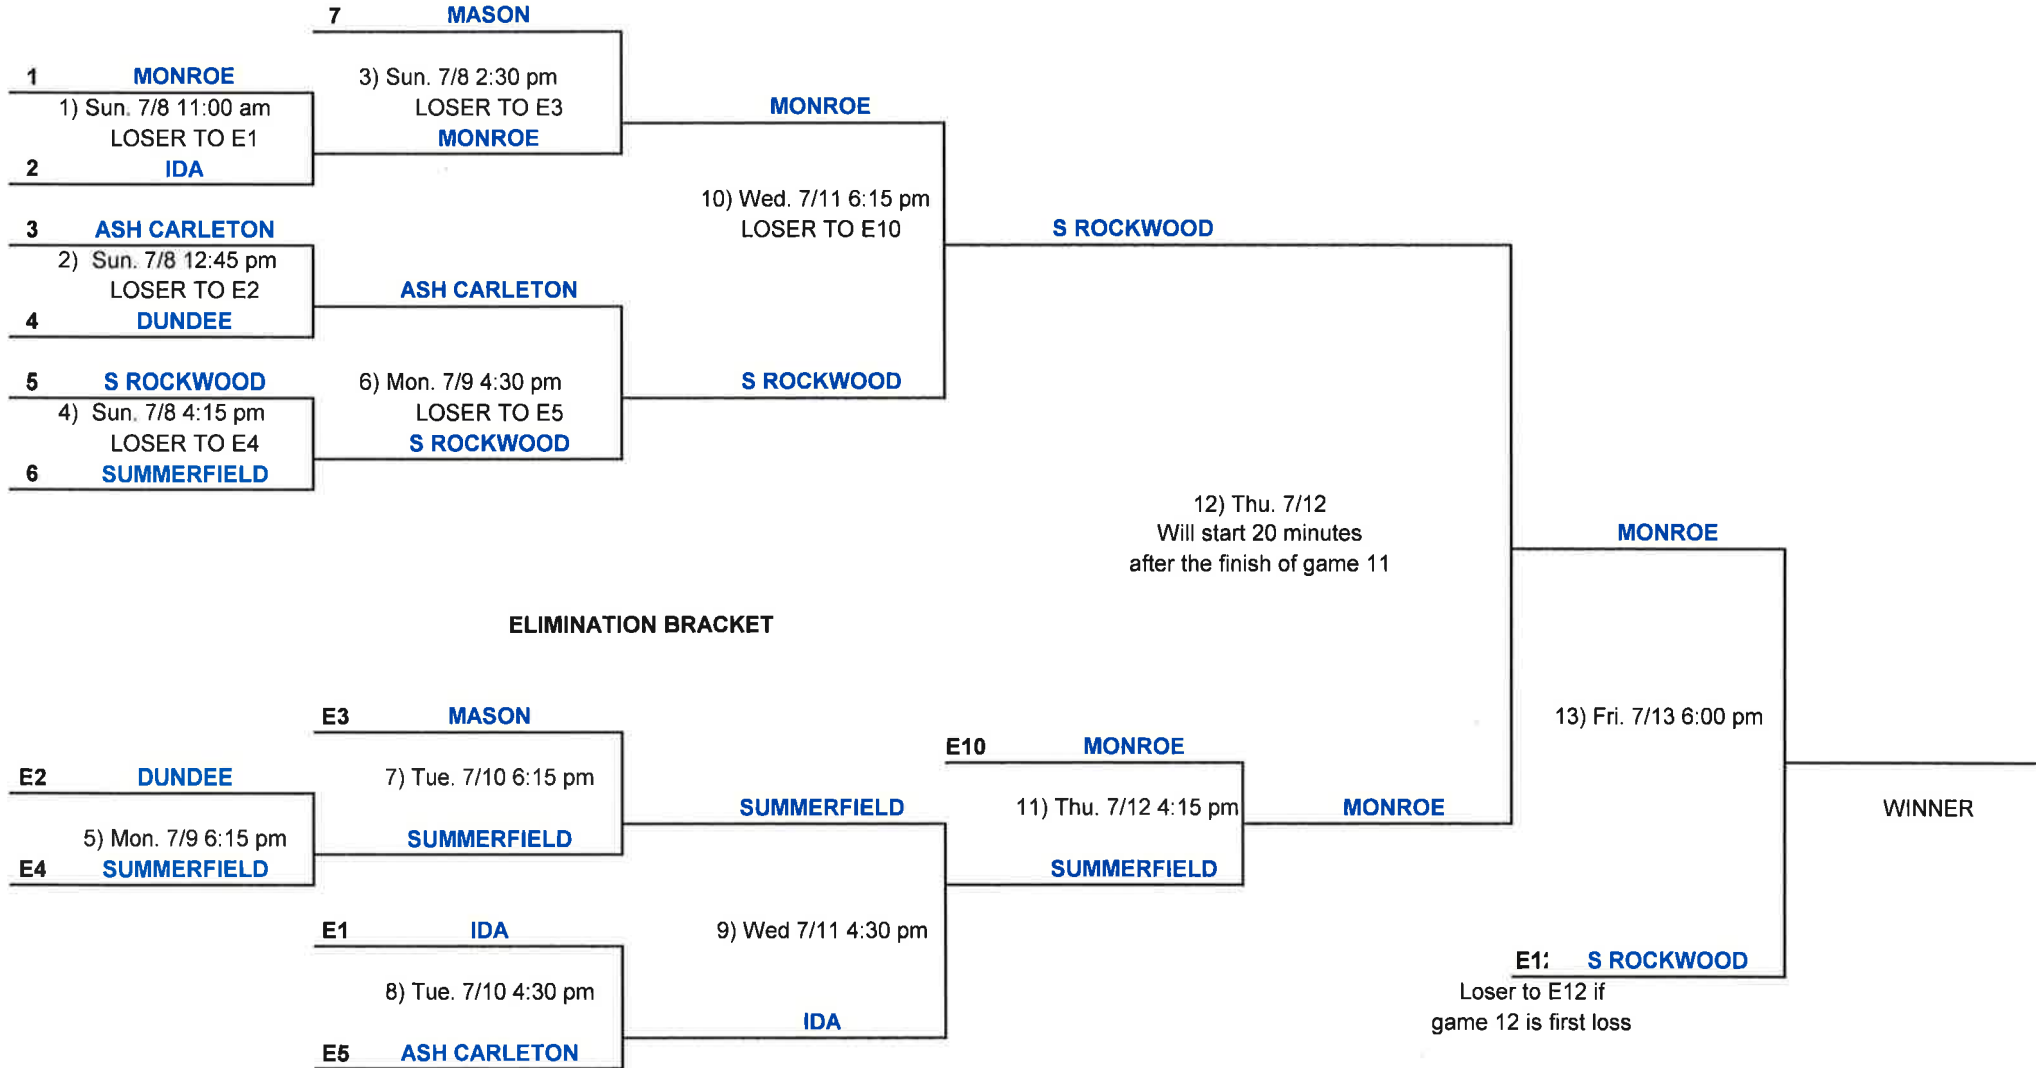 7 MASON
1 MONROE
3) Sun. 7/8 2:30 pm
1) Sun. 7/8 11:00 am
LOSER TO E3
MONROE
LOSER TO E1
MONROE
2 IDA
10) Wed. 7/11 6:15 pm
LOSER TO E10
3 ASH CARLETON
S ROCKWOOD
2) Sun. 7/8 12:45 pm
LOSER TO E2
ASH CARLETON
4 DUNDEE
5 S ROCKWOOD
6) Mon. 7/9 4:30 pm
S ROCKWOOD
4) Sun. 7/8 4:15 pm
LOSER TO E5
LOSER TO E4
S ROCKWOOD
6 SUMMERFIELD
12) Thu. 7/12
Will start 20 minutes
after the finish of game 11
MONROE
ELIMINATION BRACKET
E3 MASON
13) Fri. 7/13 6:00 pm
E10 MONROE
E2 DUNDEE
7) Tue. 7/10 6:15 pm
SUMMERFIELD
11) Thu. 7/12 4:15 pm
MONROE
WINNER
5) Mon. 7/9 6:15 pm
SUMMERFIELD
E4 SUMMERFIELD
SUMMERFIELD
E1 IDA
9) Wed 7/11 4:30 pm
E1: S ROCKWOOD
8) Tue. 7/10 4:30 pm
Loser to E12 if
game 12 is first loss
IDA
E5 ASH CARLETON